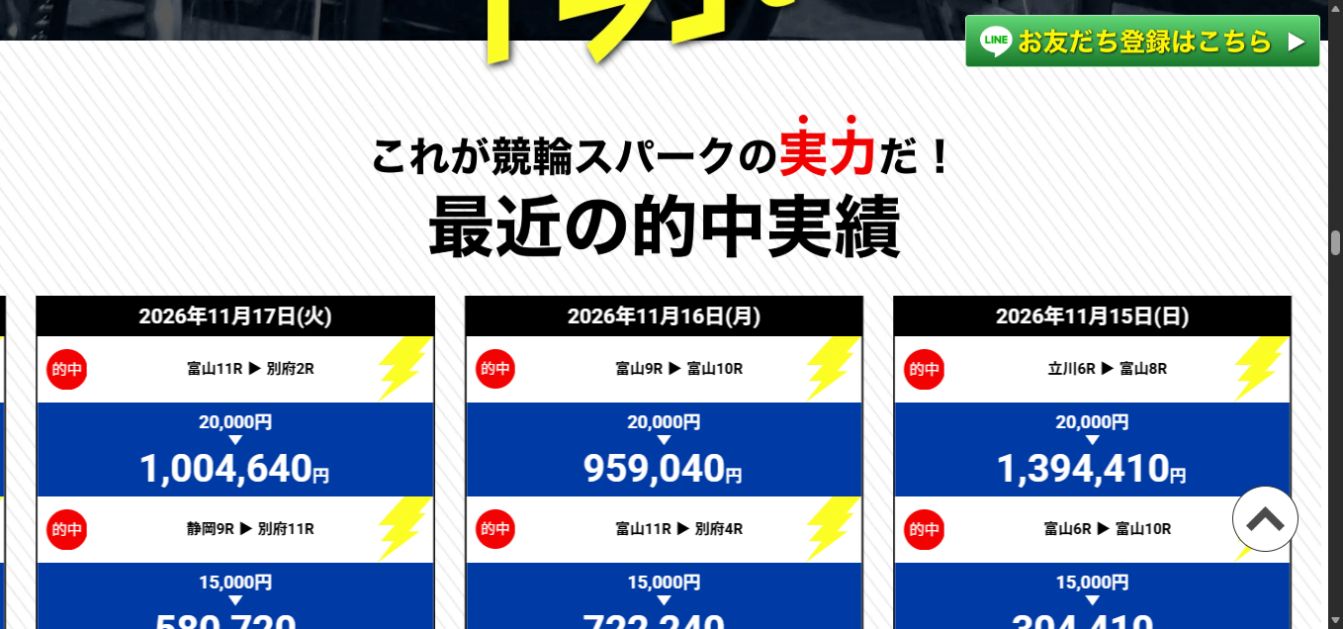 LINE お友だち登録はこちら ▶
これが競輪スパークの実力だ！
最近の的中実績
2026年11月17日(火)
的中 富山11R ▶ 別府2R
20,000円
▼
1,004,640円
的中 静岡9R ▶ 別府11R
15,000円
▼
580,720
2026年11月16日(月)
的中 富山9R ▶ 富山10R
20,000円
▼
959,040円
的中 富山11R ▶ 別府4R
15,000円
▼
722,240
2026年11月15日(日)
的中 立川6R ▶ 富山8R
20,000円
▼
1,394,410円
的中 富山6R ▶ 富山10R
15,000円
▼
304,410